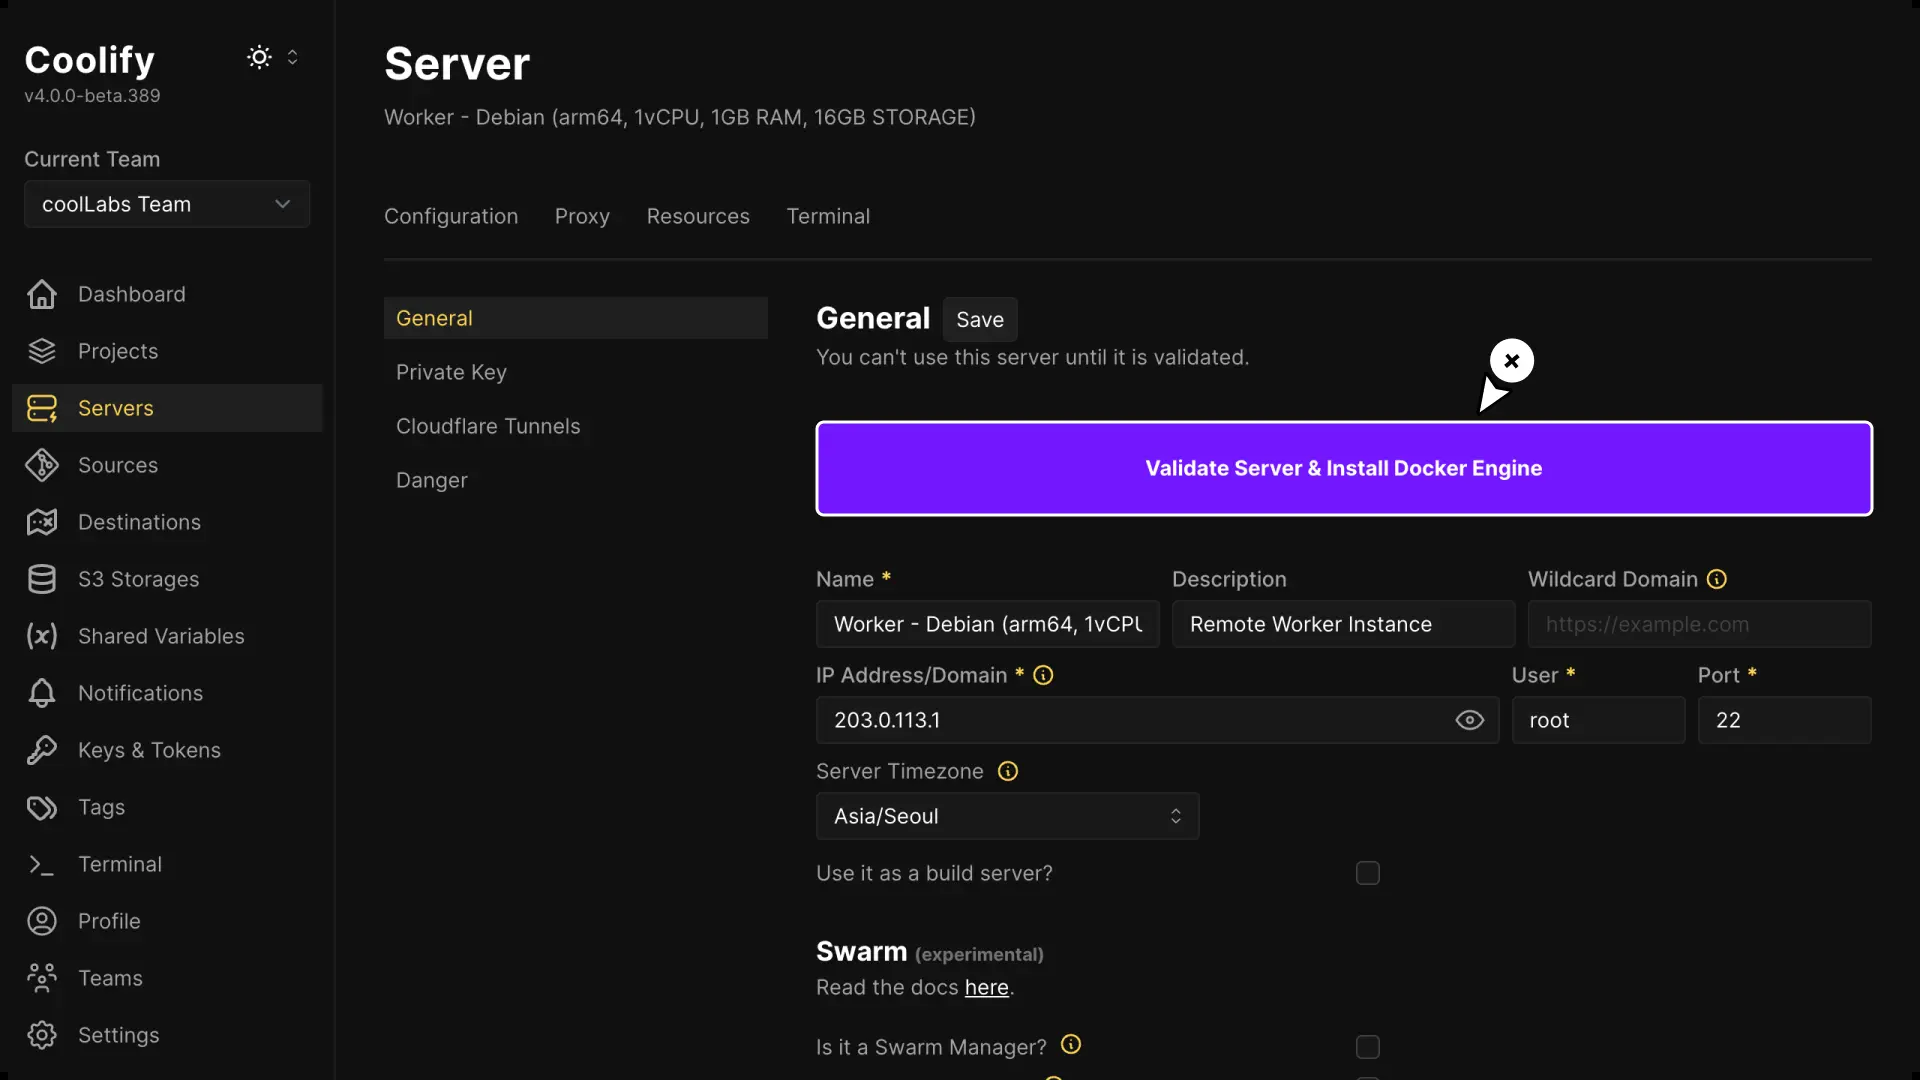 Coolify
v4.0.0-beta.389
Current Team
coolLabs Team
Dashboard
Projects
Servers
Sources
Destinations
S3 Storages
Shared Variables
Notifications
Keys & Tokens
Tags
Terminal
Profile
Teams
Settings
Server
Worker - Debian (arm64, 1vCPU, 1GB RAM, 16GB STORAGE)
Configuration Proxy Resources Terminal
General
Private Key
Cloudflare Tunnels
Danger
General Save
You can't use this server until it is validated.
Validate Server & Install Docker Engine
Name * Description Wildcard Domain
Worker - Debian (arm64, 1vCPU Remote Worker Instance https://example.com
IP Address/Domain * User * Port *
203.0.113.1 root 22
Server Timezone
Asia/Seoul
Use it as a build server?
Swarm (experimental)
Read the docs here.
Is it a Swarm Manager?